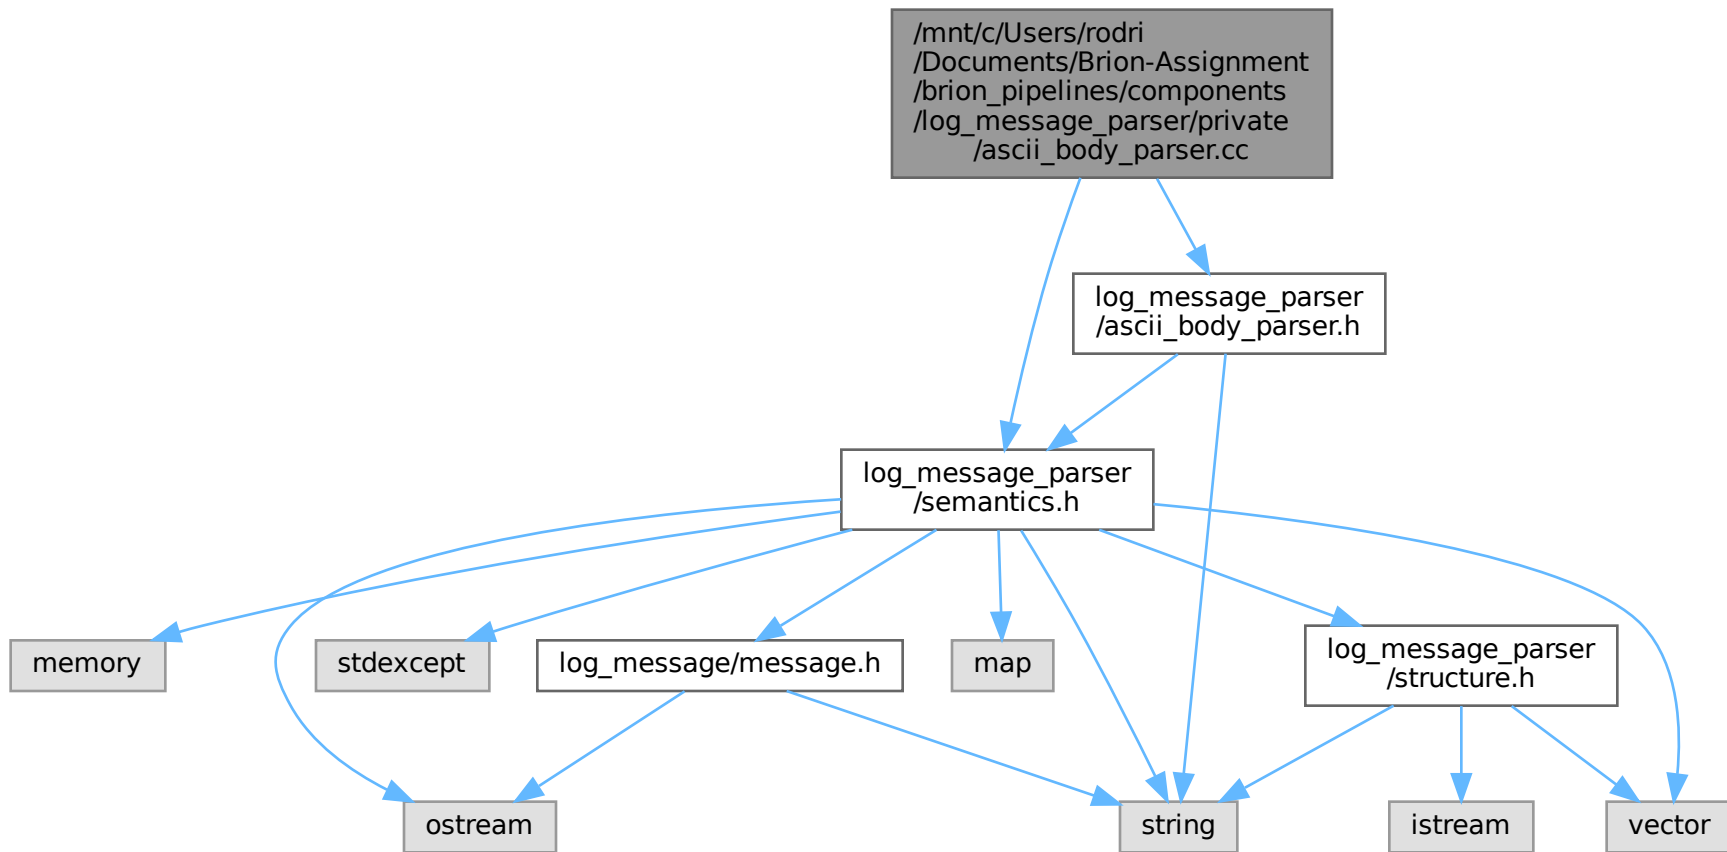 /mnt/c/Users/rodri
/Documents/Brion-Assignment
/brion_pipelines/components
/log_message_parser/private
/ascii_body_parser.cc
log_message_parser
/ascii_body_parser.h
log_message_parser
/semantics.h
memory
stdexcept
log_message/message.h
map
log_message_parser
/structure.h
ostream
string
istream
vector